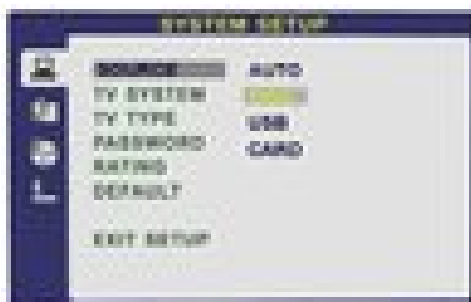 SYSTEM SETUP
SOURCE AUTO
TV SYSTEM
TV TYPE USB
PASSWORD CARD
RATING
DEFAULT
EXIT SETUP